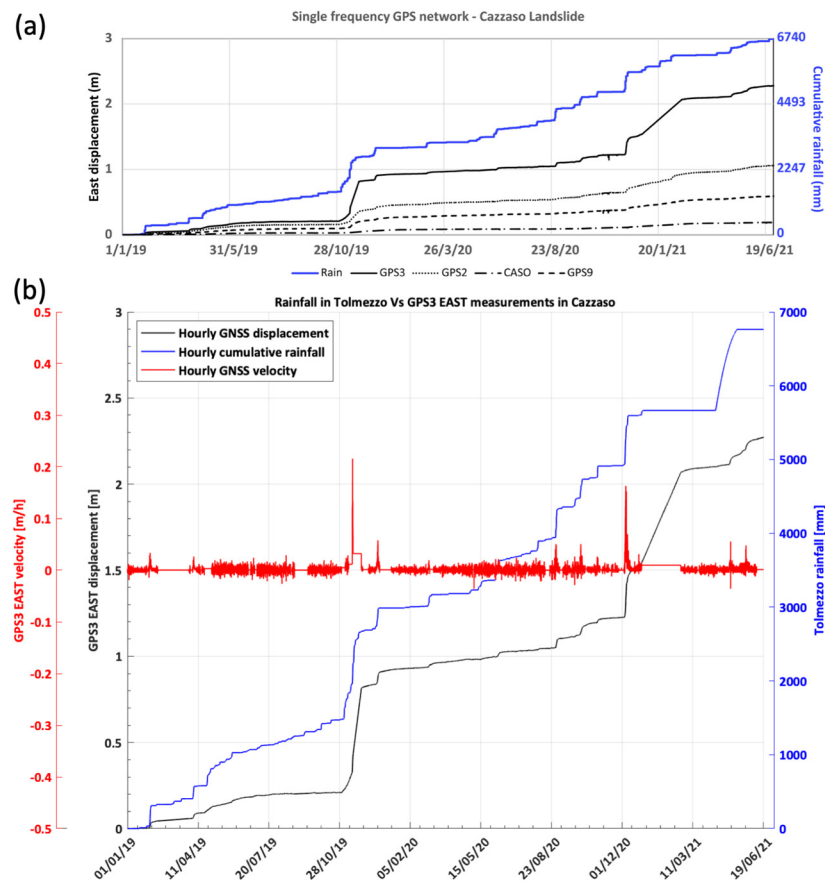 (a)
Single frequency GPS network - Cazzaso Landslide
East displacement (m)
3
2
1
0
Cumulative rainfall (mm)
6740
4493
2247
0
1/1/19 31/5/19 28/10/19 26/3/20 23/8/20 20/1/21 19/6/21
Rain GPS3 GPS2 CASO GPS9
(b)
Rainfall in Tolmezzo Vs GPS3 EAST measurements in Cazzaso
Hourly GNSS displacement
Hourly cumulative rainfall
Hourly GNSS velocity
GPS3 EAST velocity [m/h]
0.5
0.4
0.3
0.2
0.1
0
-0.1
-0.2
-0.3
-0.4
-0.5
GPS3 EAST displacement [m]
3
2.5
2
1.5
1
0.5
0
Tolmezzo rainfall [mm]
7000
6000
5000
4000
3000
2000
1000
0
01/01/19 11/04/19 20/07/19 28/10/19 05/02/20 15/05/20 23/08/20 01/12/20 11/03/21 19/06/21